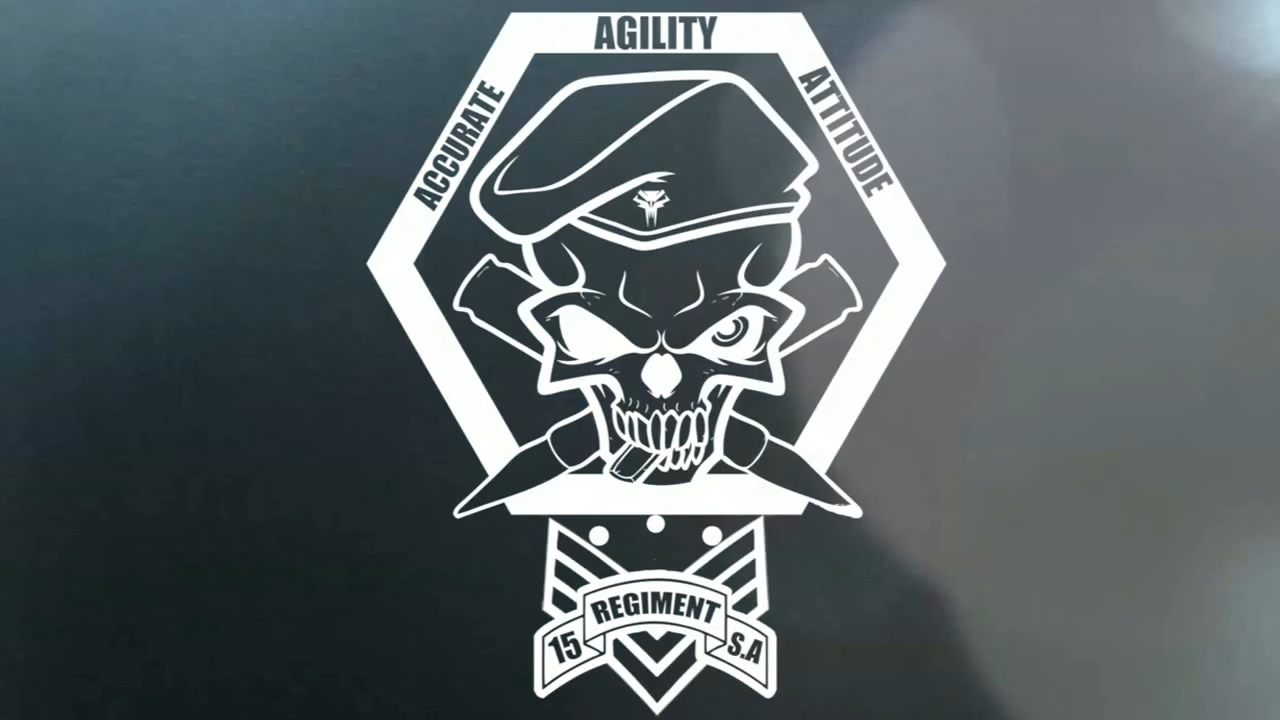 AGILITY
ACCURATE
ATTITUDE
REGIMENT
15
S.A